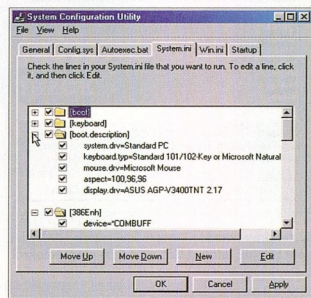 System Configuration Utility
File View Help
General Config.sys Autoexec.bat System.ini Win.ini Startup
Check the lines in your System.ini file that you want to run. To edit a line, click
it, and then click Edit.
[boot]
[keyboard]
[boot.description]
system.drv=Standard PC
keyboard.typ=Standard 101/102-Key or Microsoft Natural
mouse.drv=Microsoft Mouse
aspect=100,96,96
display.drv=ASUS AGP-V3400TNT 2.17
[386Enh]
device=*COMBUFF
Move Up Move Down New Edit
OK Cancel Apply